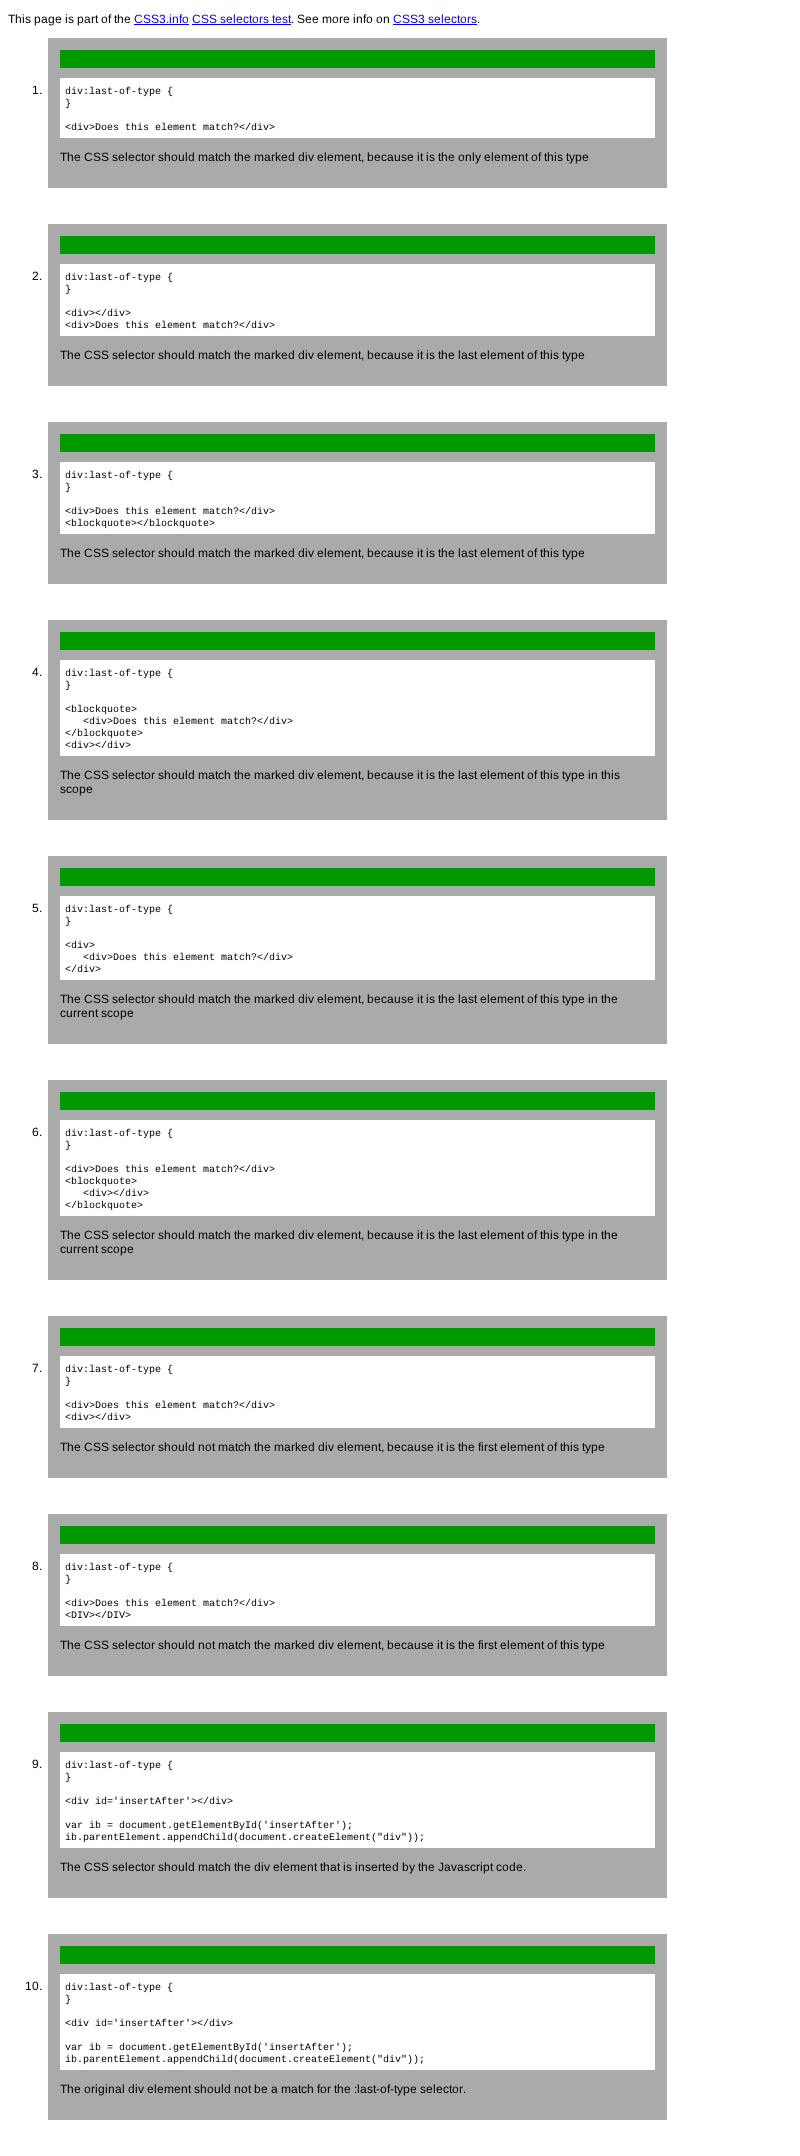 This page is part of the CSS3.info CSS selectors test. See more info on CSS3 selectors.
1.
div:last-of-type {
}
<div>Does this element match?</div>
The CSS selector should match the marked div element, because it is the only element of this type
2.
div:last-of-type {
}
<div></div>
<div>Does this element match?</div>
The CSS selector should match the marked div element, because it is the last element of this type
3.
div:last-of-type {
}
<div>Does this element match?</div>
<blockquote></blockquote>
The CSS selector should match the marked div element, because it is the last element of this type
4.
div:last-of-type {
}
<blockquote>
   <div>Does this element match?</div>
</blockquote>
<div></div>
The CSS selector should match the marked div element, because it is the last element of this type in this
scope
5.
div:last-of-type {
}
<div>
   <div>Does this element match?</div>
</div>
The CSS selector should match the marked div element, because it is the last element of this type in the
current scope
6.
div:last-of-type {
}
<div>Does this element match?</div>
<blockquote>
   <div></div>
</blockquote>
The CSS selector should match the marked div element, because it is the last element of this type in the
current scope
7.
div:last-of-type {
}
<div>Does this element match?</div>
<div></div>
The CSS selector should not match the marked div element, because it is the first element of this type
8.
div:last-of-type {
}
<div>Does this element match?</div>
<DIV></DIV>
The CSS selector should not match the marked div element, because it is the first element of this type
9.
div:last-of-type {
}
<div id='insertAfter'></div>
var ib = document.getElementById('insertAfter');
ib.parentElement.appendChild(document.createElement("div"));
The CSS selector should match the div element that is inserted by the Javascript code.
10.
div:last-of-type {
}
<div id='insertAfter'></div>
var ib = document.getElementById('insertAfter');
ib.parentElement.appendChild(document.createElement("div"));
The original div element should not be a match for the :last-of-type selector.